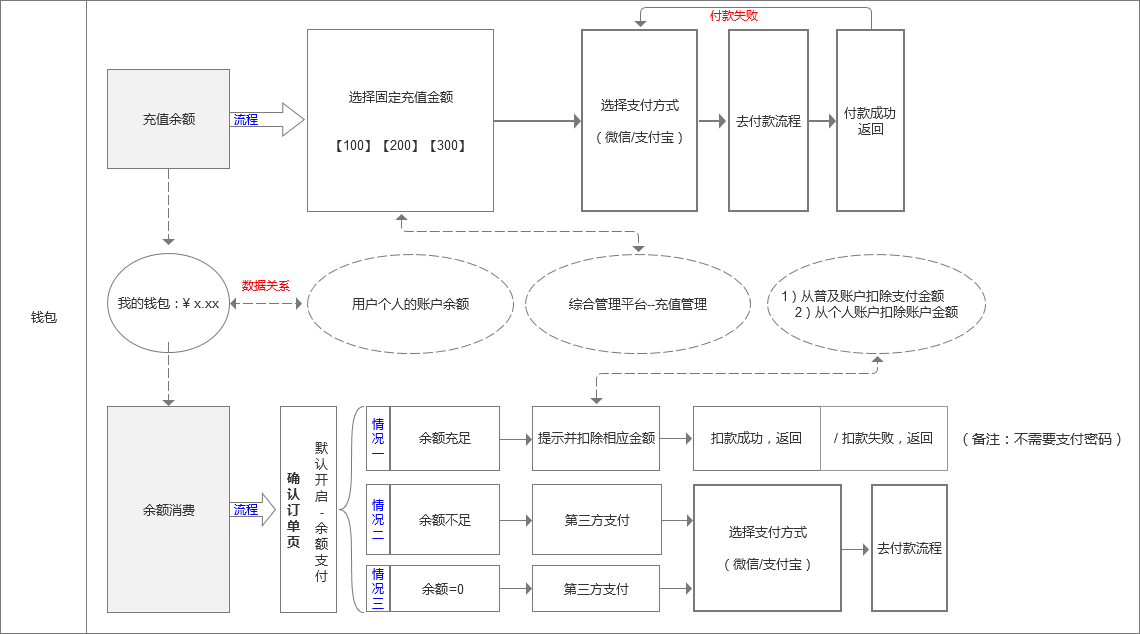 付款失败
充值余额
流程
选择固定充值金额
【100】【200】【300】
选择支付方式
（微信/支付宝）
去付款流程
付款成功
返回
钱包
我的钱包：¥ x.xx
数据关系
用户个人的账户余额
综合管理平台--充值管理
1）从普及账户扣除支付金额
2）从个人账户扣除账户金额
余额消费
流程
确认订单页
默认开启-余额支付
情况一
余额充足
提示并扣除相应金额
扣款成功，返回
/ 扣款失败，返回
（备注：不需要支付密码）
情况二
余额不足
第三方支付
选择支付方式
（微信/支付宝）
去付款流程
情况三
余额=0
第三方支付